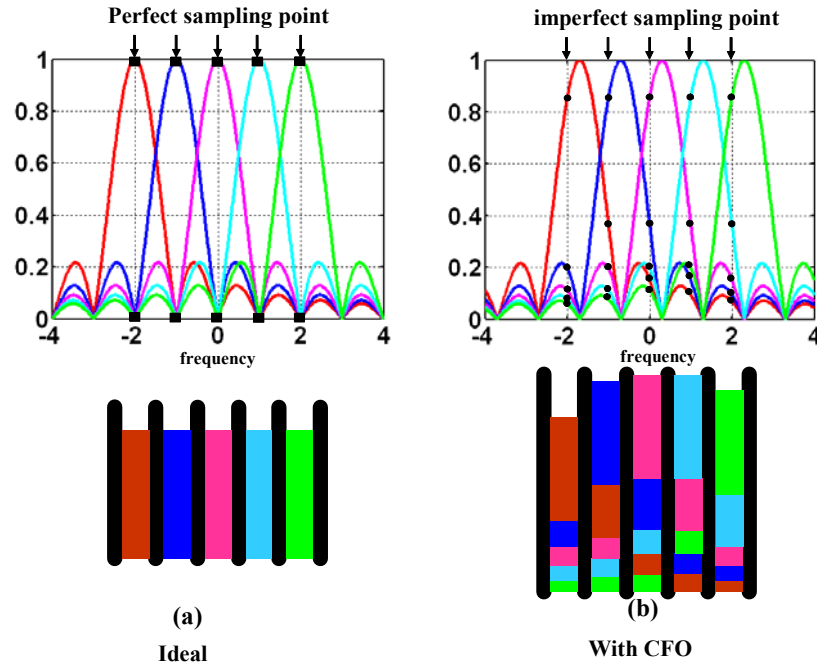 Perfect sampling point
1
0.8
0.6
0.4
0.2
0
-4 -2 0 2 4
frequency
(a)
Ideal
imperfect sampling point
1
0.8
0.6
0.4
0.2
0
-4 -2 0 2 4
frequency
(b)
With CFO